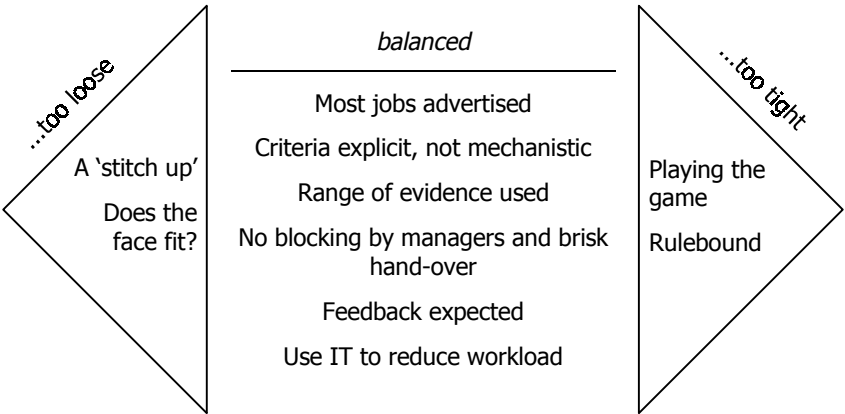 ...too loose
A ‘stitch up’
Does the
face fit?
balanced
Most jobs advertised
Criteria explicit, not mechanistic
Range of evidence used
No blocking by managers and brisk
hand-over
Feedback expected
Use IT to reduce workload
...too tight
Playing the
game
Rulebound